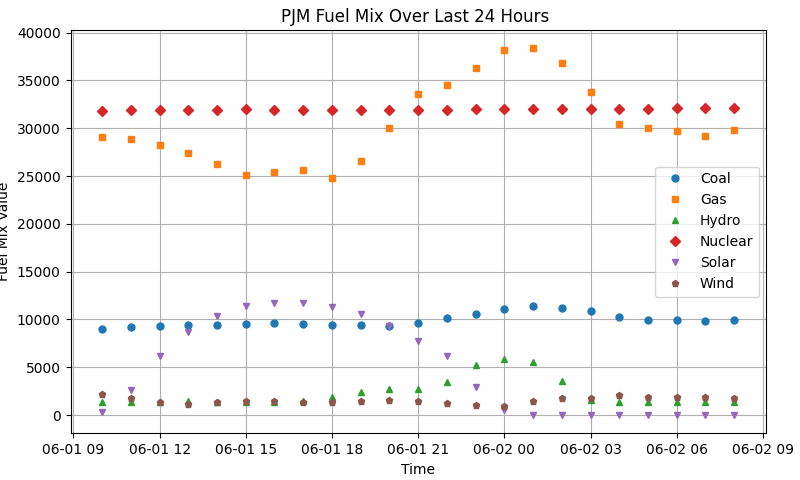 PJM Fuel Mix Over Last 24 Hours
40000
35000
30000
25000
20000
15000
10000
5000
0
Fuel Mix Value
Coal
Gas
Hydro
Nuclear
Solar
Wind
06-01 09 06-01 12 06-01 15 06-01 18 06-01 21 06-02 00 06-02 03 06-02 06 06-02 09
Time